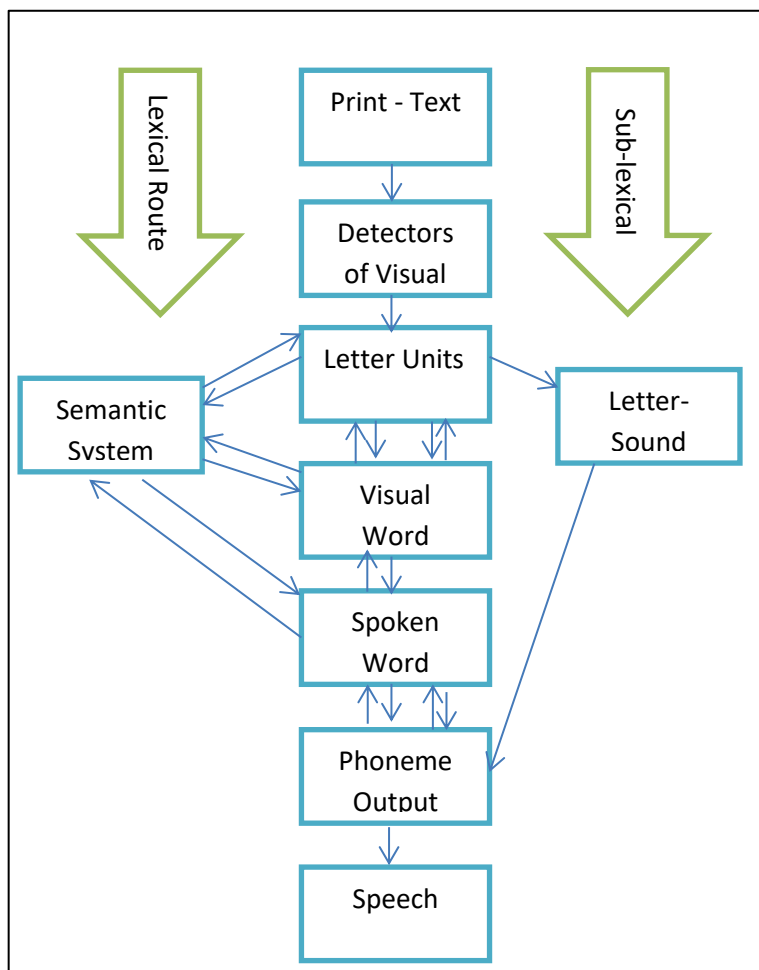 Lexical Route
Print - Text
Sub-lexical
Detectors
of Visual
Letter Units
Semantic
System
Letter-
Sound
Visual
Word
Spoken
Word
Phoneme
Output
Speech